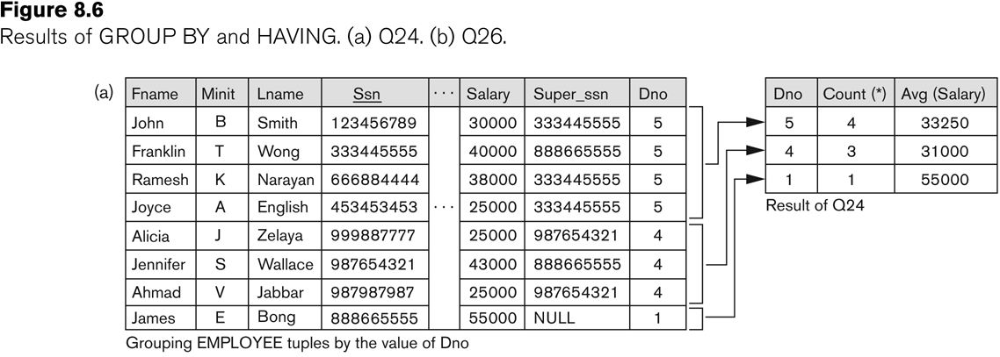 Figure 8.6
Results of GROUP BY and HAVING. (a) Q24. (b) Q26.
(a) Fname Minit Lname Ssn · · · Salary Super_ssn Dno
John B Smith 123456789 30000 333445555 5
Franklin T Wong 333445555 40000 888665555 5
Ramesh K Narayan 666884444 38000 333445555 5
Joyce A English 453453453 · · · 25000 333445555 5
Alicia J Zelaya 999887777 25000 987654321 4
Jennifer S Wallace 987654321 43000 888665555 4
Ahmad V Jabbar 987987987 25000 987654321 4
James E Bong 888665555 55000 NULL 1
Grouping EMPLOYEE tuples by the value of Dno
Dno Count (*) Avg (Salary)
5 4 33250
4 3 31000
1 1 55000
Result of Q24